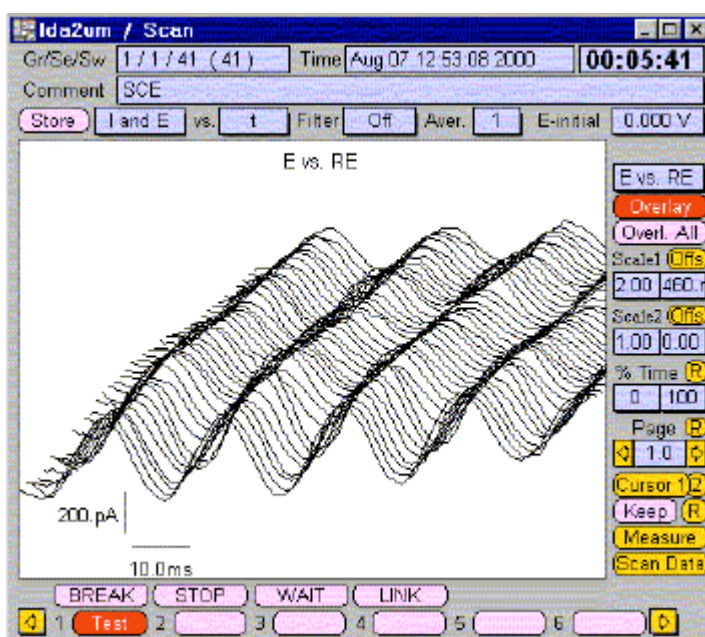 Ida2um / Scan
Gr/Se/Sw 1 / 1 / 41 ( 41 ) Time Aug 07 12:53:08 2000 00:05:41
Comment SCE
Store I and E vs. t Filter Off Aver. 1 E-initial 0.000 V
E vs. RE
E vs. RE
Overlay
Overl. All
Scale1 Offs
2.00 460.
Scale2 Offs
1.00 0.00
% Time R
0 100
Page R
1.0
Cursor 1 2
Keep R
Measure
Scan Data
200.pA
10.0ms
BREAK STOP WAIT LINK
1 Test 2 3 4 5 6